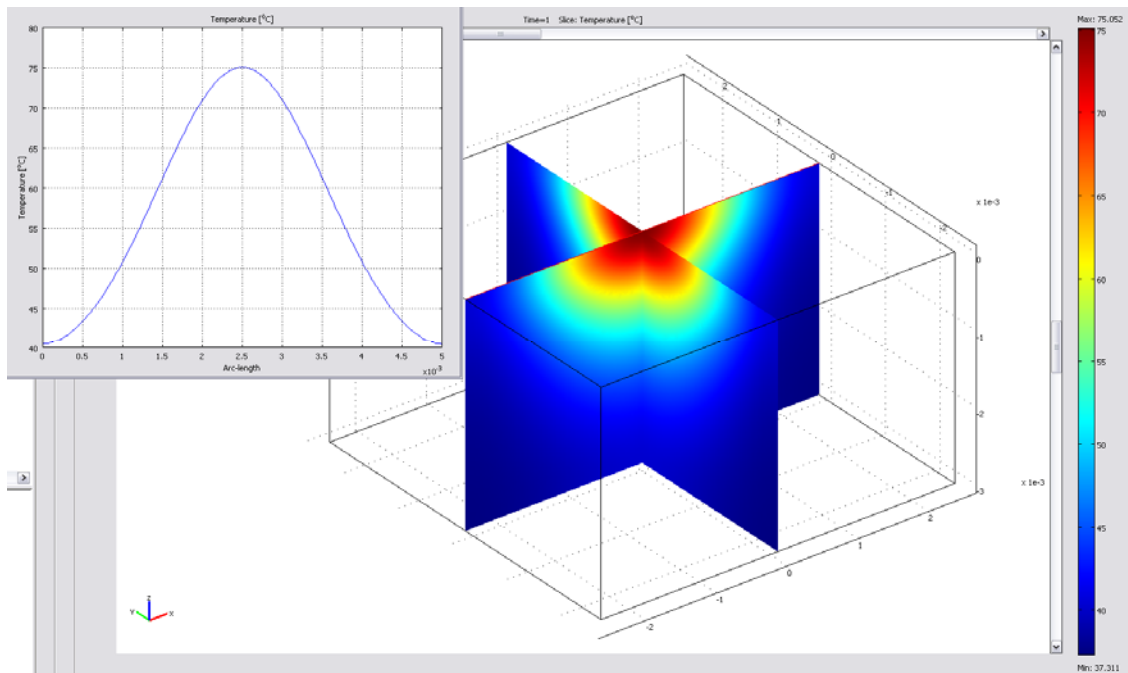 Temperature [⁰C]
80
75
70
65
60
55
50
45
40
Temperature [⁰C]
0 0.5 1 1.5 2 2.5 3 3.5 4 4.5 5
Arc-length
x10⁻³
Time=1 Slice: Temperature [⁰C]
2
1
0
-1
-2
x 1e-3
0
-1
-2
-3
x 1e-3
2
1
0
-1
-2
z
y
x
Max: 75.052
75
70
65
60
55
50
45
40
Min: 37.311